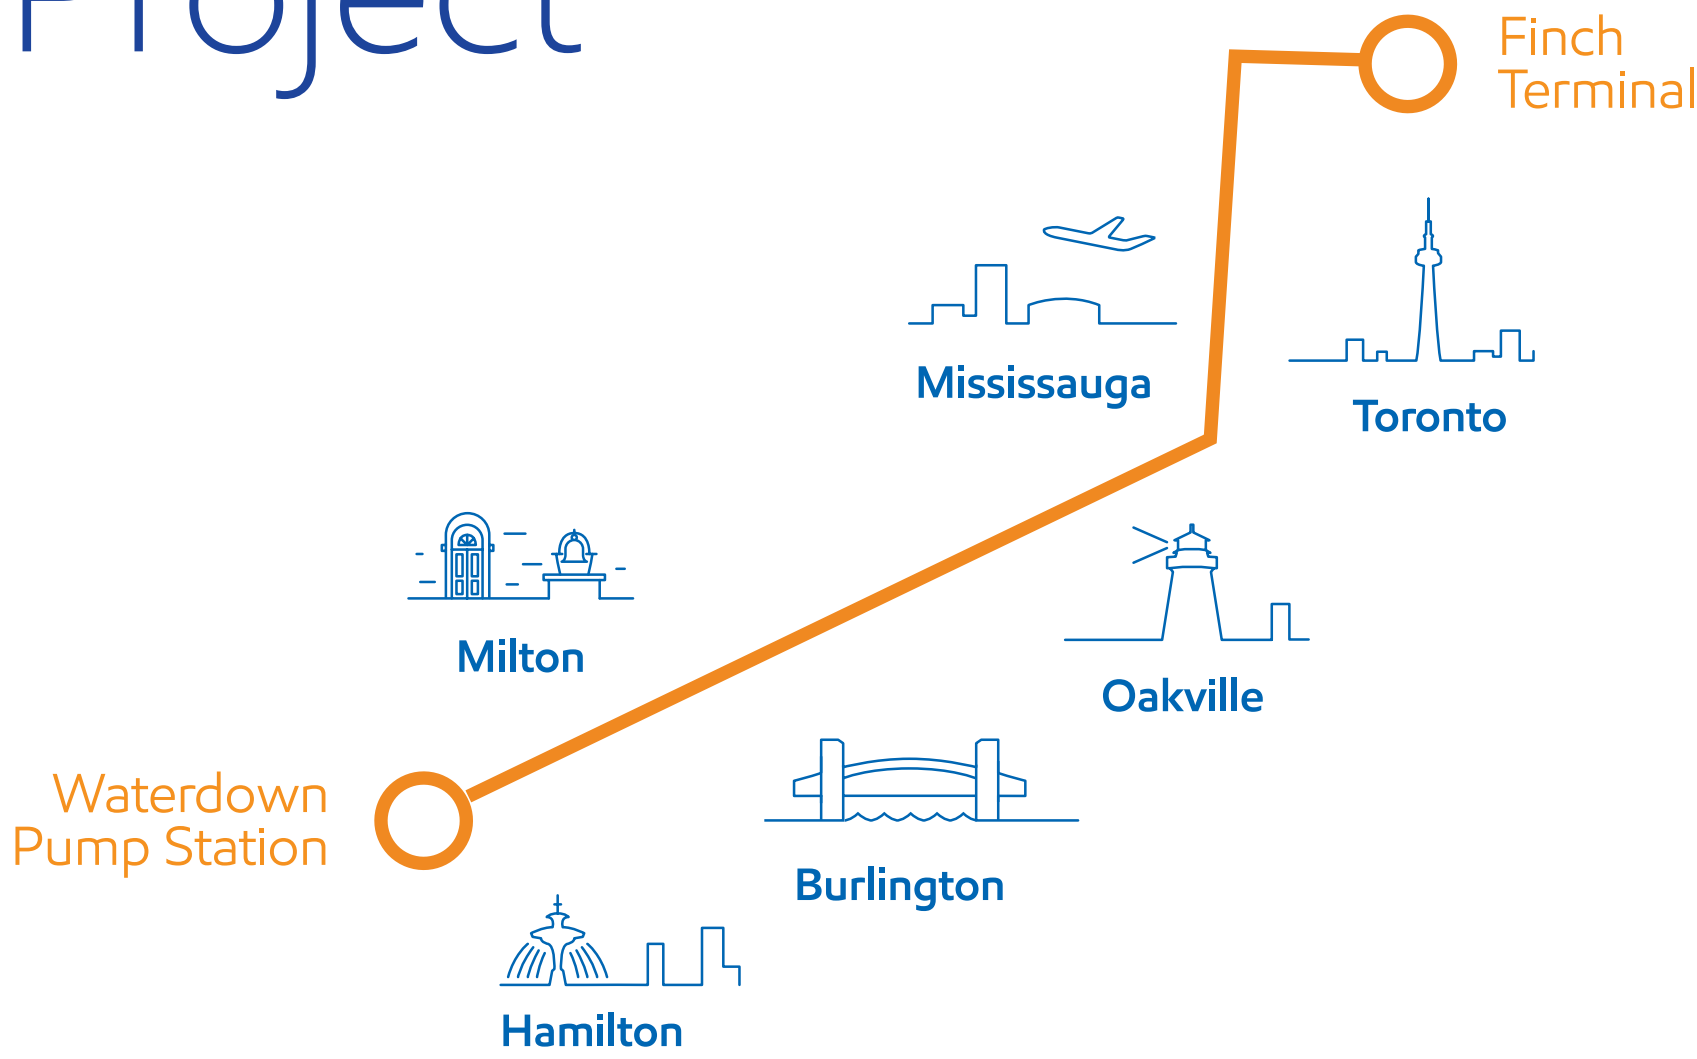 Project
Finch
Terminal
Mississauga
Toronto
Milton
Oakville
Waterdown
Pump Station
Burlington
Hamilton